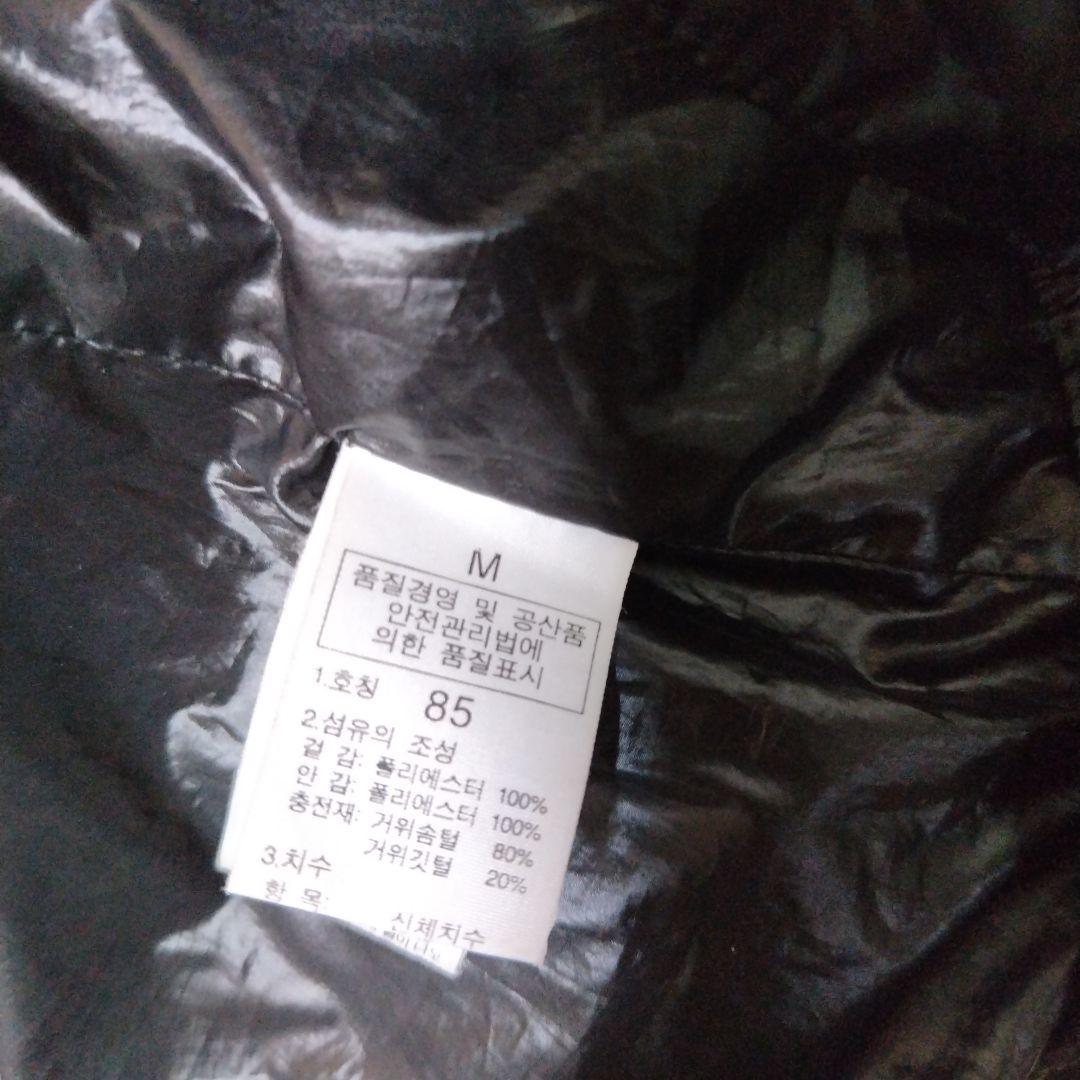 M
품질경영 및 공산품
안전관리법에
의한 품질표시
1.호칭 85
2.섬유의 조성
겉 감: 폴리에스터 100%
안 감: 폴리에스터 100%
충전재: 거위솜털 80%
거위깃털 20%
3.치수
항 목: 신체치수